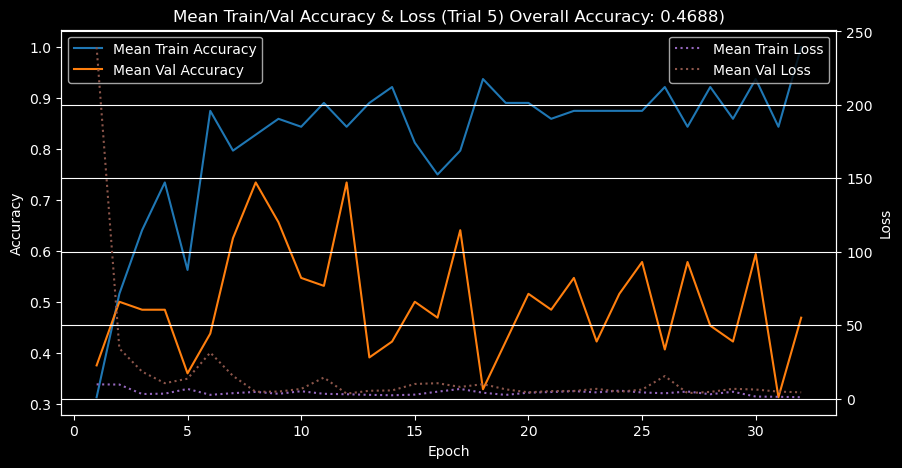 Mean Train/Val Accuracy & Loss (Trial 5) Overall Accuracy: 0.4688)
Mean Train Accuracy
Mean Val Accuracy
Mean Train Loss
Mean Val Loss
Accuracy
1.0
0.9
0.8
0.7
0.6
0.5
0.4
0.3
250
200
150
100
50
0
Loss
0 5 10 15 20 25 30
Epoch